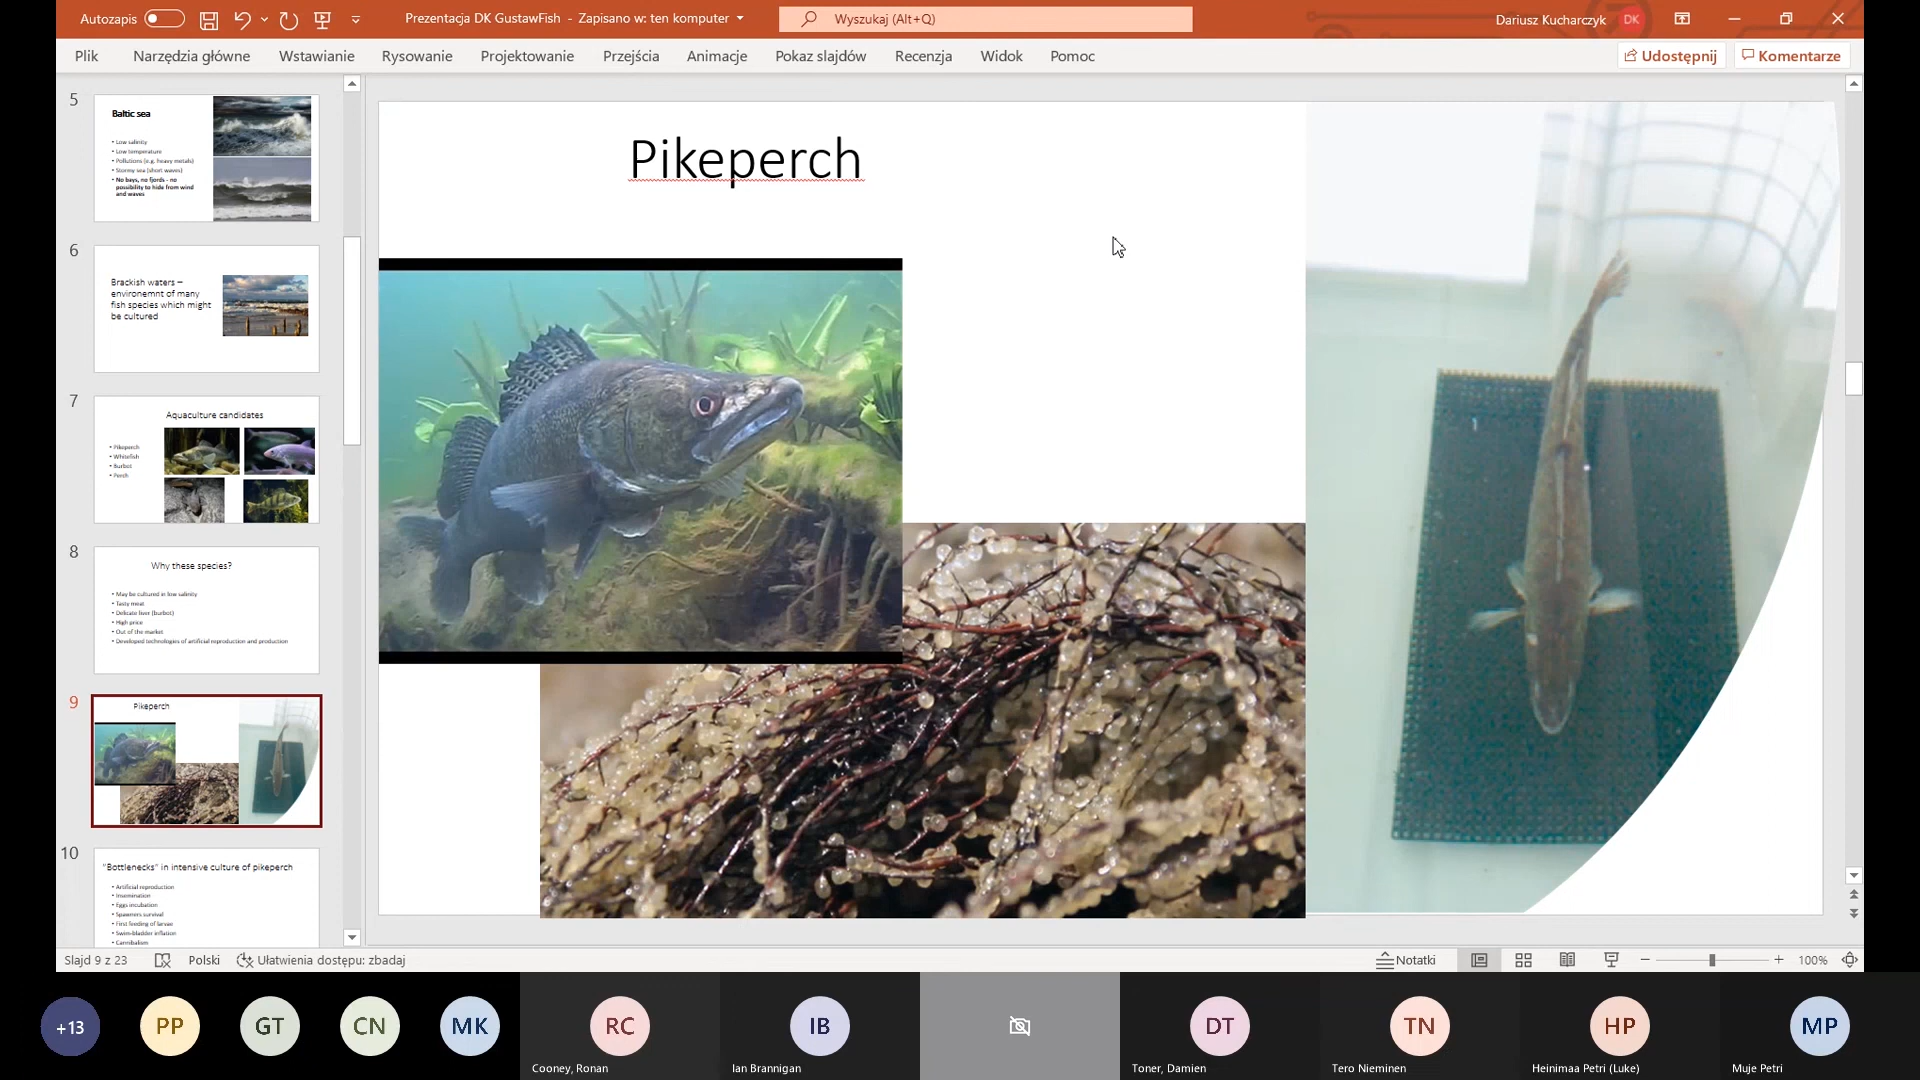 Autozapis
Prezentacja DK GustawFish - Zapisano w: ten komputer
Wyszukaj (Alt+Q)
Dariusz Kucharczyk
DK
Plik
Narzędzia główne
Wstawianie
Rysowanie
Projektowanie
Przejścia
Animacje
Pokaz slajdów
Recenzja
Widok
Pomoc
Udostępnij
Komentarze
5
Baltic sea
• Low salinity
• Low temperature
• Pollutions (e.g. heavy metals)
• Stormy sea (short waves)
• No bays, no fjords - no
possibility to hide from wind
and waves
6
Brackish waters –
environemnt of many
fish species which might
be cultured
7
Aquaculture candidates
• Pikeperch
• Whitefish
• Burbot
• Perch
8
Why these species?
• May be cultured in low salinity
• Tasty meat
• Delicate liver (burbot)
• High price
• Out of the market
• Developed technologies of artificial reproduction and production
9
Pikeperch
10
"Bottlenecks" in intensive culture of pikeperch
• Artificial reproduction
• Insemination
• Eggs incubation
• Spawners survival
• First feeding of larvae
• Swim-bladder inflation
• Cannibalism
Pikeperch
Slajd 9 z 23
Polski
Ułatwienia dostępu: zbadaj
Notatki
100%
+13
PP
GT
CN
MK
RC
Cooney, Ronan
IB
Ian Brannigan
DT
Toner, Damien
TN
Tero Nieminen
HP
Heinimaa Petri (Luke)
MP
Muje Petri